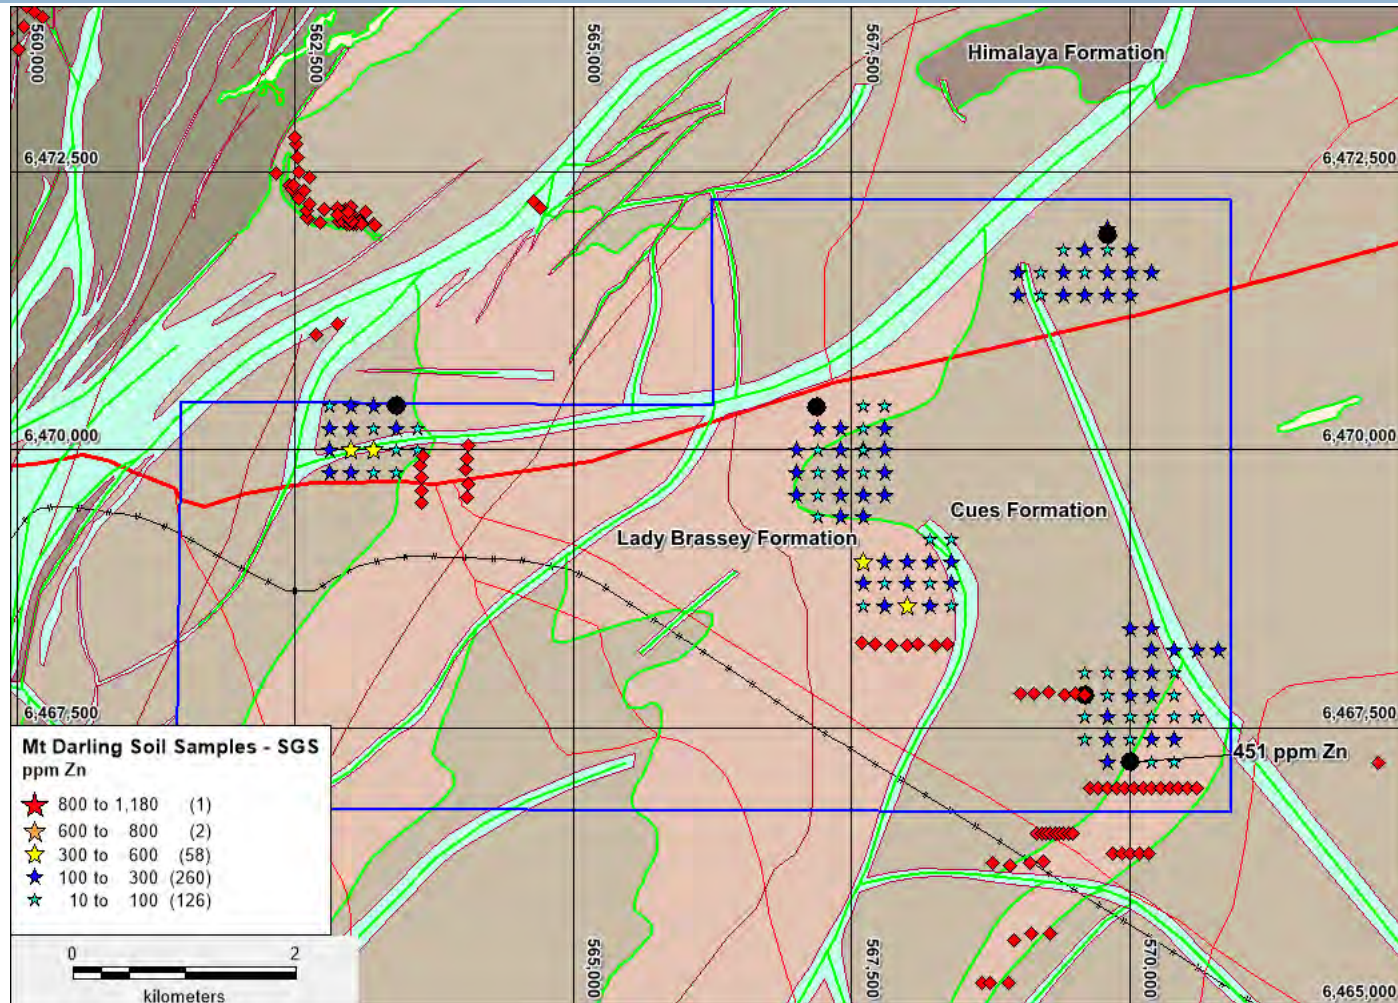 560,000
562,500
565,000
567,500
Himalaya Formation
6,472,500
6,472,500
6,470,000
6,470,000
Cues Formation
Lady Brassey Formation
6,467,500
6,467,500
451 ppm Zn
Mt Darling Soil Samples - SGS
ppm Zn
800 to 1,180 (1)
600 to 800 (2)
300 to 600 (58)
100 to 300 (260)
10 to 100 (126)
0 2
kilometers
565,000
567,500
570,000
6,465,000